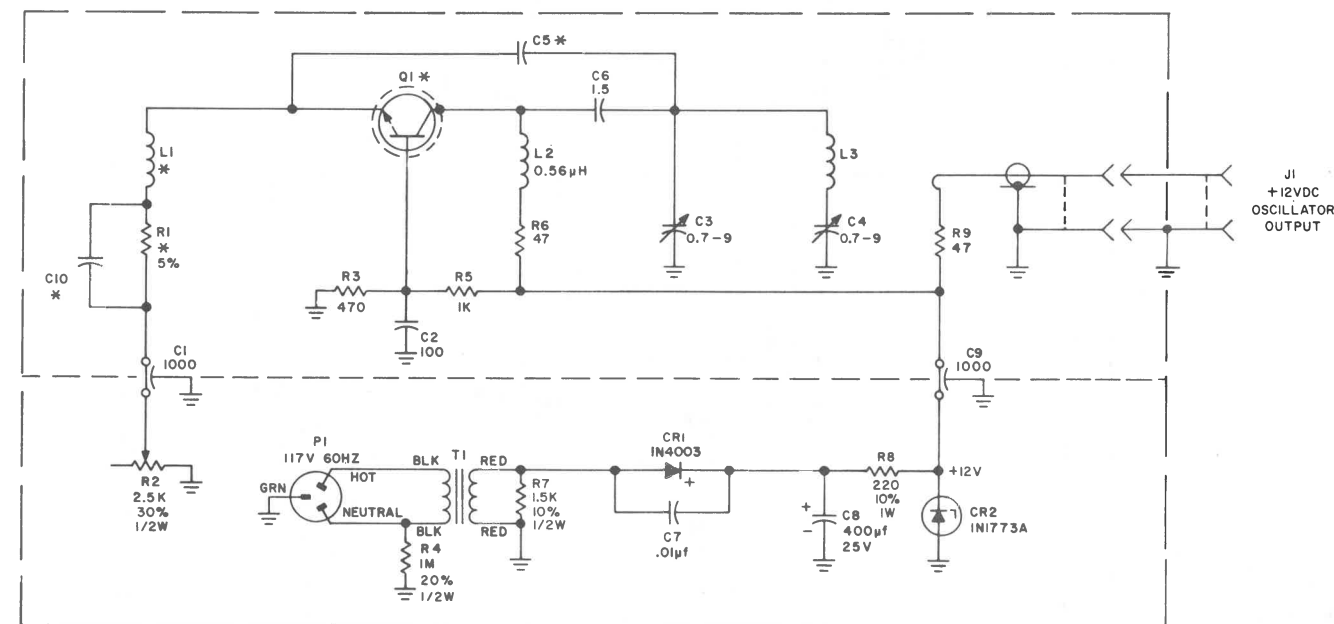 C5 *
Q1 *
C6
1.5
L1
*
L2
0.56µH
L3
J1
+12VDC
OSCILLATOR
OUTPUT
R1
*
5%
C10
*
R6
47
C3
0.7-9
C4
0.7-9
R9
47
R3
470
R5
1K
C2
100
C1
1000
C9
1000
P1
117V 60HZ
HOT
GRN
NEUTRAL
BLK
T1
RED
BLK
RED
R2
2.5K
30%
1/2W
R4
1M
20%
1/2W
R7
1.5K
10%
1/2W
CR1
1N4003
+
C7
.01µf
+
-
C8
400µf
25V
R8
220
10%
1W
+12V
CR2
1N1773A